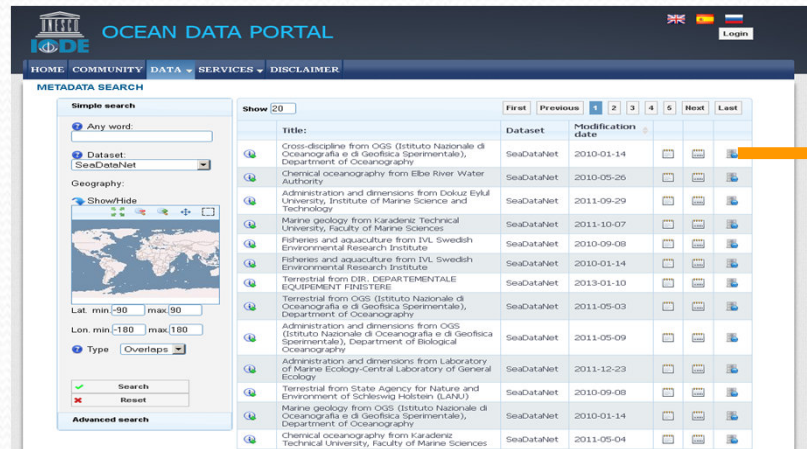 UNESCO
IODE
OCEAN DATA PORTAL
Login
HOME COMMUNITY DATA SERVICES DISCLAIMER
METADATA SEARCH
Simple search
Any word:
Dataset:
SeaDataNet
Geography:
Show/Hide
Lat. min. -90 max. 90
Lon. min. -180 max. 180
Type Overlaps
Search
Reset
Advanced search
Show 20
First Previous 1 2 3 4 5 Next Last
Title: Dataset Modification
date
Cross-discipline from OGS (Istituto Nazionale di
Oceanografia e di Geofisica Sperimentale),
Department of Oceanography
SeaDataNet 2010-01-14
Chemical oceanography from Elbe River Water
Authority
SeaDataNet 2010-05-26
Administration and dimensions from Dokuz Eylul
University, Institute of Marine Science and
Technology
SeaDataNet 2011-09-29
Marine geology from Karadeniz Technical
University, Faculty of Marine Sciences
SeaDataNet 2011-10-07
Fisheries and aquaculture from IVL Swedish
Environmental Research Institute
SeaDataNet 2010-09-08
Fisheries and aquaculture from IVL Swedish
Environmental Research Institute
SeaDataNet 2010-01-14
Terrestrial from DIR. DEPARTEMENTALE
EQUIPEMENT FINISTERE
SeaDataNet 2013-01-10
Terrestrial from OGS (Istituto Nazionale di
Oceanografia e di Geofisica Sperimentale),
Department of Oceanography
SeaDataNet 2011-05-03
Administration and dimensions from OGS
(Istituto Nazionale di Oceanografia e di Geofisica
Sperimentale), Department of Biological
Oceanography
SeaDataNet 2011-05-09
Administration and dimensions from Laboratory
of Marine Ecology-Central Laboratory of General
Ecology
SeaDataNet 2011-12-23
Terrestrial from State Agency for Nature and
Environment of Schleswig Holstein (LANU)
SeaDataNet 2010-09-08
Marine geology from OGS (Istituto Nazionale di
Oceanografia e di Geofisica Sperimentale),
Department of Oceanography
SeaDataNet 2010-01-14
Chemical oceanography from Karadeniz
Technical University, Faculty of Marine Sciences
SeaDataNet 2011-05-04